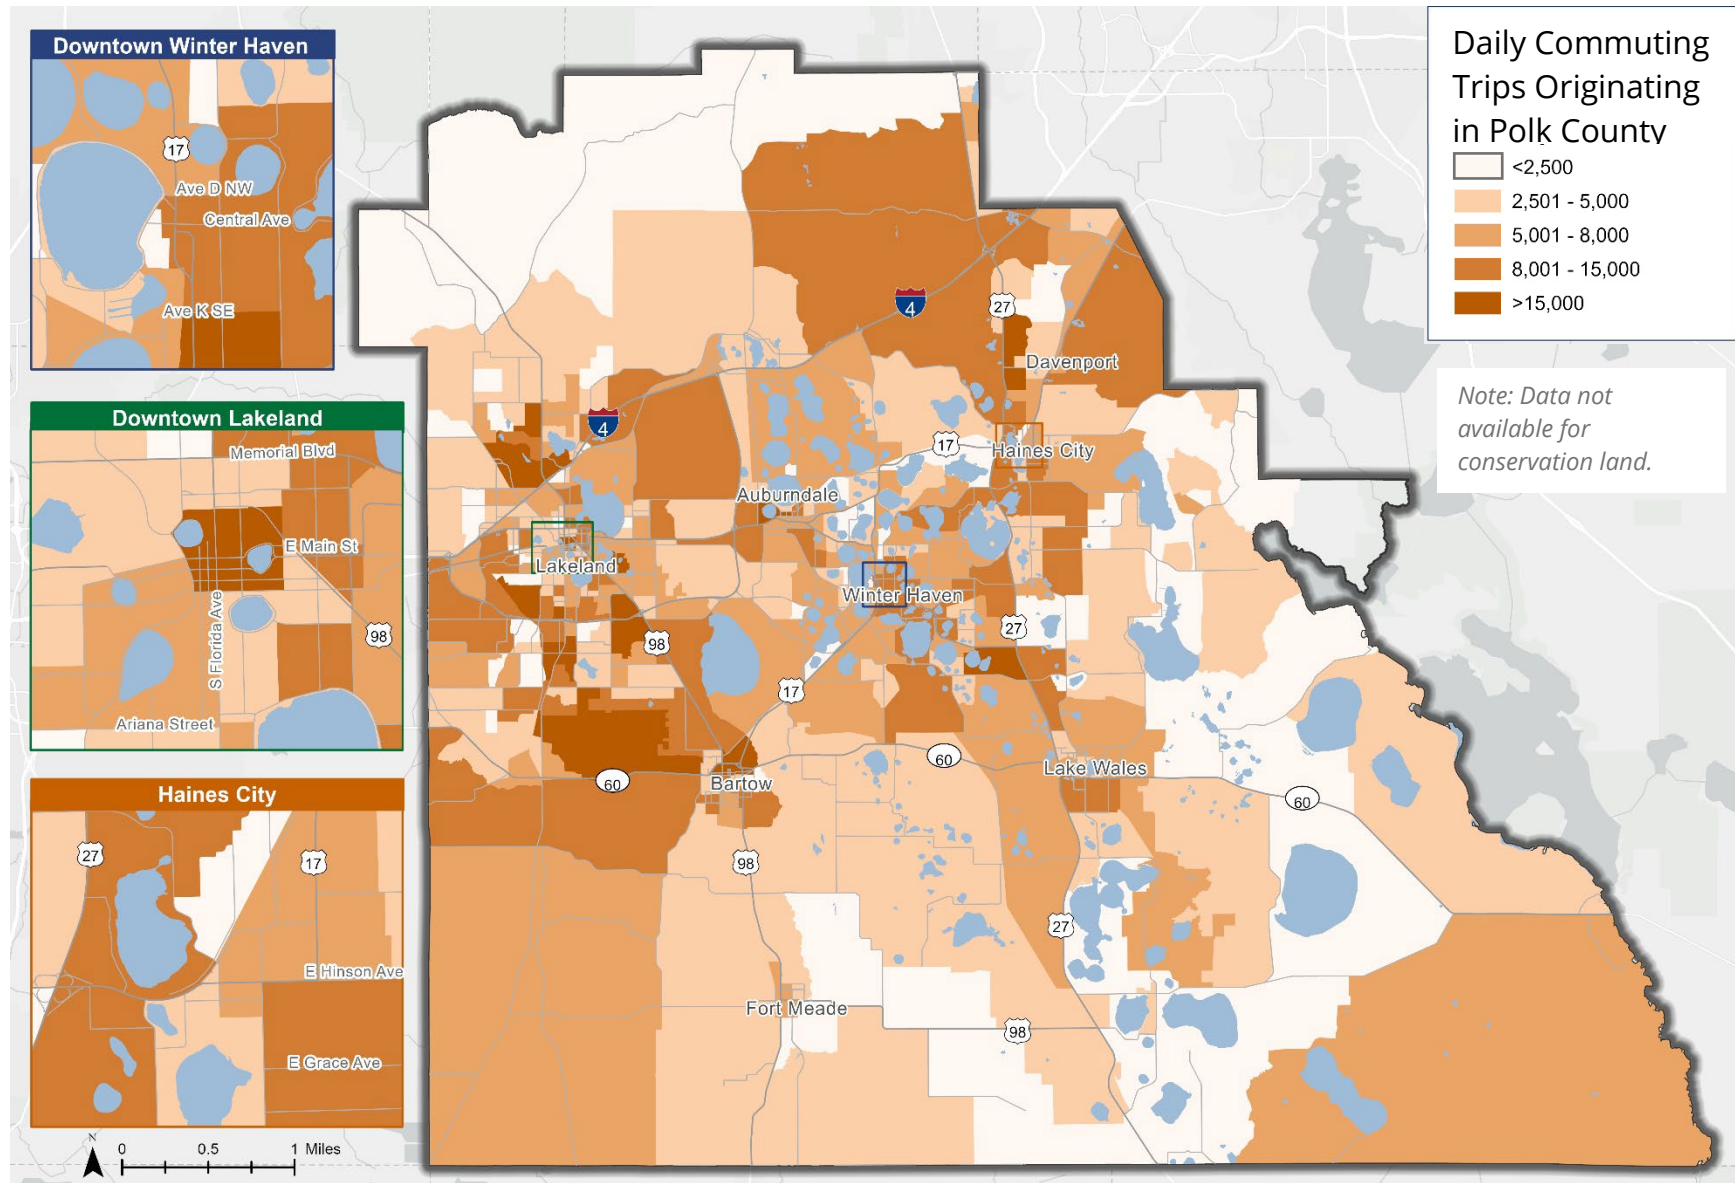 Downtown Winter Haven
17
Ave D NW
Central Ave
Ave K SE
Downtown Lakeland
Memorial Blvd
E Main St
S Florida Ave
98
Ariana Street
Haines City
27
17
E Hinson Ave
E Grace Ave
N
0 0.5 1 Miles
Daily Commuting
Trips Originating
in Polk County
<2,500
2,501 - 5,000
5,001 - 8,000
8,001 - 15,000
>15,000
Note: Data not
available for
conservation land.
4
27
Davenport
4
17
Haines City
Auburndale
Lakeland
Winter Haven
27
98
17
60
Lake Wales
60
Bartow
60
98
27
Fort Meade
98